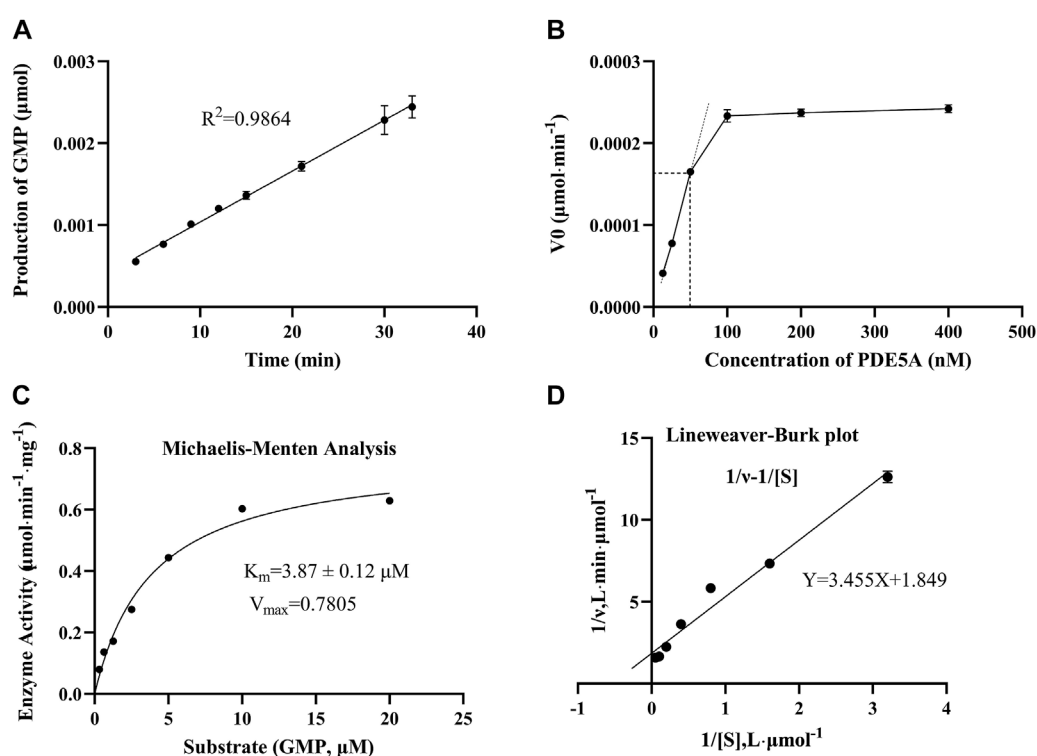 A
0.003
0.002
0.001
0.000
Production of GMP (µmol)
R²=0.9864
0 10 20 30 40
Time (min)
B
0.0003
0.0002
0.0001
0.0000
V0 (µmol·min⁻¹)
0 100 200 300 400 500
Concentration of PDE5A (nM)
C
Michaelis-Menten Analysis
0.8
0.6
0.4
0.2
0.0
Enzyme Activity (µmol·min⁻¹·mg⁻¹)
Kₘ=3.87 ± 0.12 µM
Vₘₐₓ=0.7805
0 5 10 15 20 25
Substrate (GMP, µM)
D
Lineweaver-Burk plot
1/ν-1/[S]
15
10
5
1/ν,L·min·µmol⁻¹
Y=3.455X+1.849
-1 0 1 2 3 4
1/[S],L·µmol⁻¹